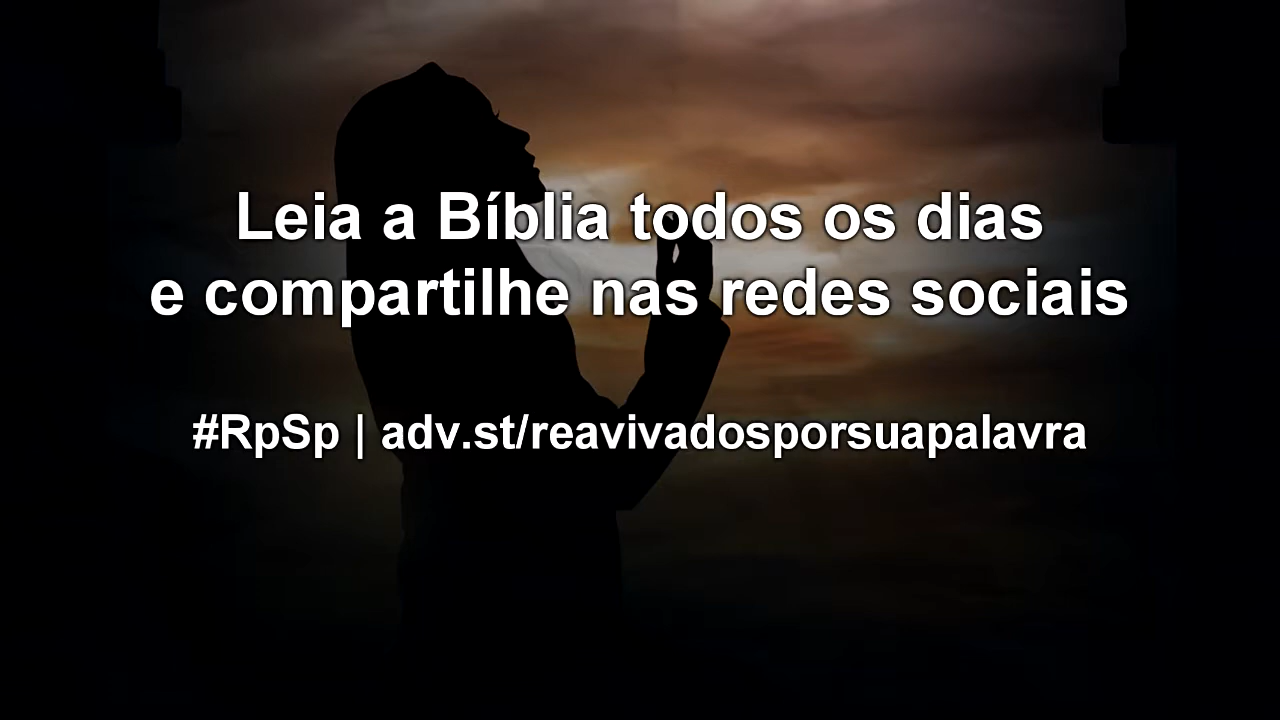 Leia a Bíblia todos os dias
e compartilhe nas redes sociais
#RpSp | adv.st/reavivadosporsuapalavra